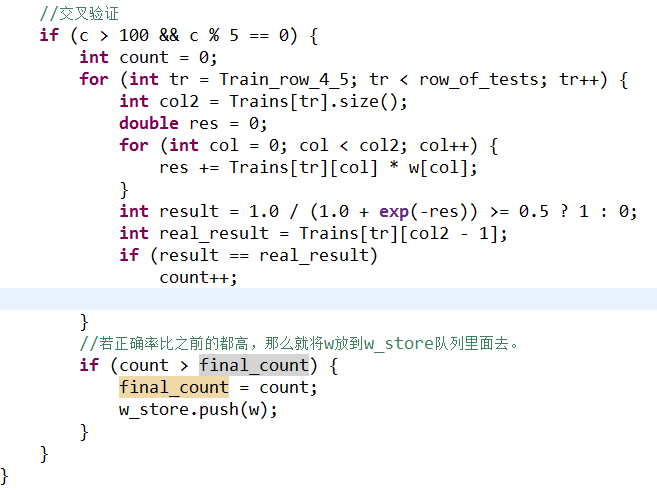 //交叉验证
if (c > 100 && c % 5 == 0) {
int count = 0;
for (int tr = Train_row_4_5; tr < row_of_tests; tr++) {
int col2 = Trains[tr].size();
double res = 0;
for (int col = 0; col < col2; col++) {
res += Trains[tr][col] * w[col];
}
int result = 1.0 / (1.0 + exp(-res)) >= 0.5 ? 1 : 0;
int real_result = Trains[tr][col2 - 1];
if (result == real_result)
count++;
}
//若正确率比之前的都高，那么就将w放到w_store队列里面去。
if (count > final_count) {
final_count = count;
w_store.push(w);
}
}
}